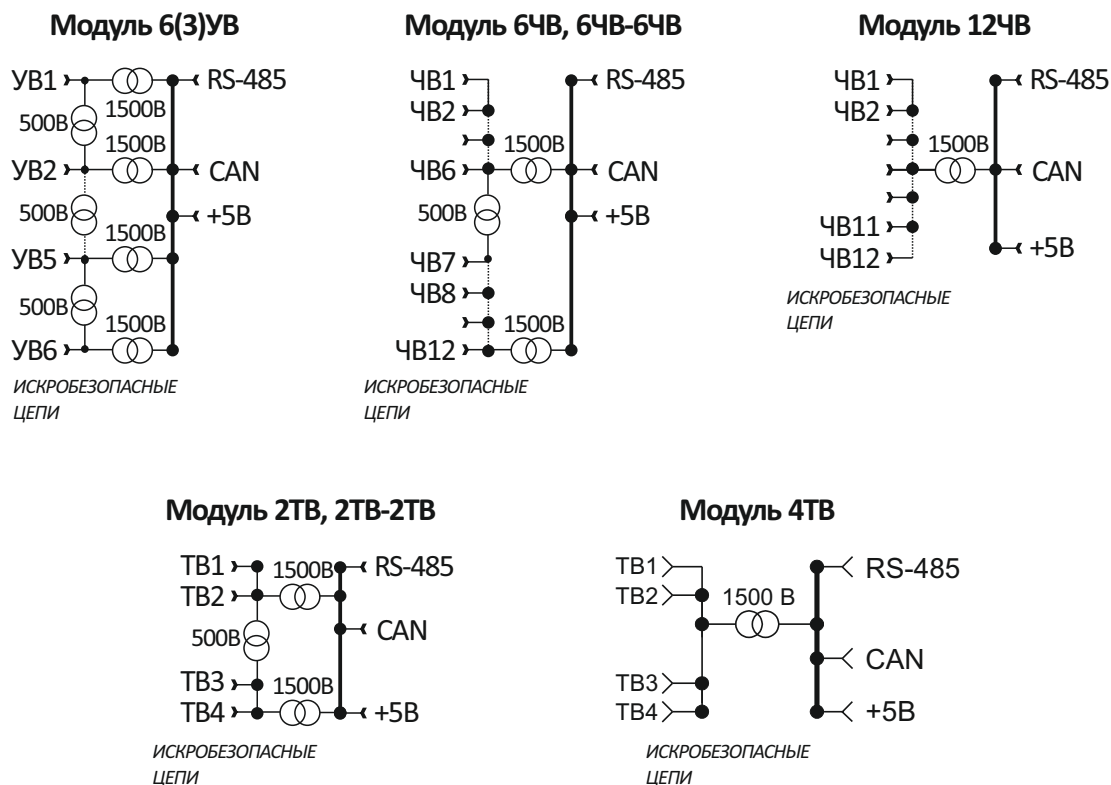 Модуль 6(3)УВ
УВ1
RS-485
500В
1500В
1500В
УВ2
CAN
500В
+5В
1500В
УВ5
500В
1500В
УВ6
ИСКРОБЕЗОПАСНЫЕ
ЦЕПИ
Модуль 6ЧВ, 6ЧВ-6ЧВ
ЧВ1
RS-485
ЧВ2
1500В
ЧВ6
CAN
500В
+5В
ЧВ7
ЧВ8
1500В
ЧВ12
ИСКРОБЕЗОПАСНЫЕ
ЦЕПИ
Модуль 12ЧВ
ЧВ1
RS-485
ЧВ2
1500В
CAN
ЧВ11
+5В
ЧВ12
ИСКРОБЕЗОПАСНЫЕ
ЦЕПИ
Модуль 2ТВ, 2ТВ-2ТВ
ТВ1
1500В
RS-485
ТВ2
500В
CAN
ТВ3
1500В
ТВ4
+5В
ИСКРОБЕЗОПАСНЫЕ
ЦЕПИ
Модуль 4ТВ
ТВ1
RS-485
ТВ2
1500 В
CAN
ТВ3
ТВ4
+5В
ИСКРОБЕЗОПАСНЫЕ
ЦЕПИ